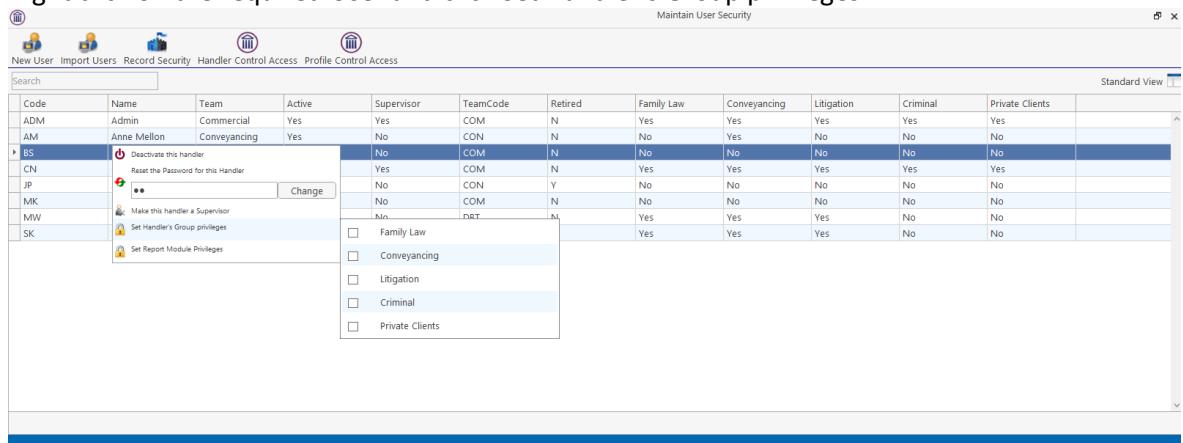 Maintain User Security
New User Import Users Record Security Handler Control Access Profile Control Access
Search Standard View
Code Name Team Active Supervisor TeamCode Retired Family Law Conveyancing Litigation Criminal Private Clients
ADM Admin Commercial Yes Yes COM N Yes Yes Yes Yes Yes
AM Anne Mellon Conveyancing Yes No CON N No Yes No No No
BS Deactivate this handler No COM N No No No No No
CN Reset the Password for this Handler Yes COM N Yes Yes Yes Yes Yes
JP •• Change No CON Y No No No No No
MK No COM N No No No No No
MW Make this handler a Supervisor No DBT N Yes Yes Yes No No
SK Set Handler's Group privileges Yes Yes Yes No No
Set Report Module Privileges
Family Law
Conveyancing
Litigation
Criminal
Private Clients